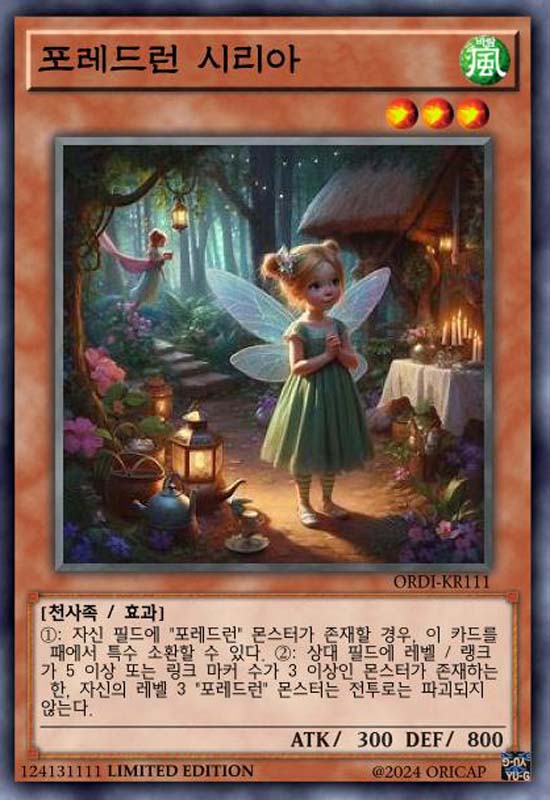 포레드런 시리아
바람
風
ORDI-KR111
[천사족 / 효과]
①: 자신 필드에 "포레드런" 몬스터가 존재할 경우, 이 카드를
패에서 특수 소환할 수 있다. ②: 상대 필드에 레벨 / 랭크
가 5 이상 또는 링크 마커 수가 3 이상인 몬스터가 존재하는
한, 자신의 레벨 3 "포레드런" 몬스터는 전투로는 파괴되지
않는다.
ATK/ 300 DEF/ 800
124131111 LIMITED EDITION
©2024 ORICAP
YU-G
YU-G